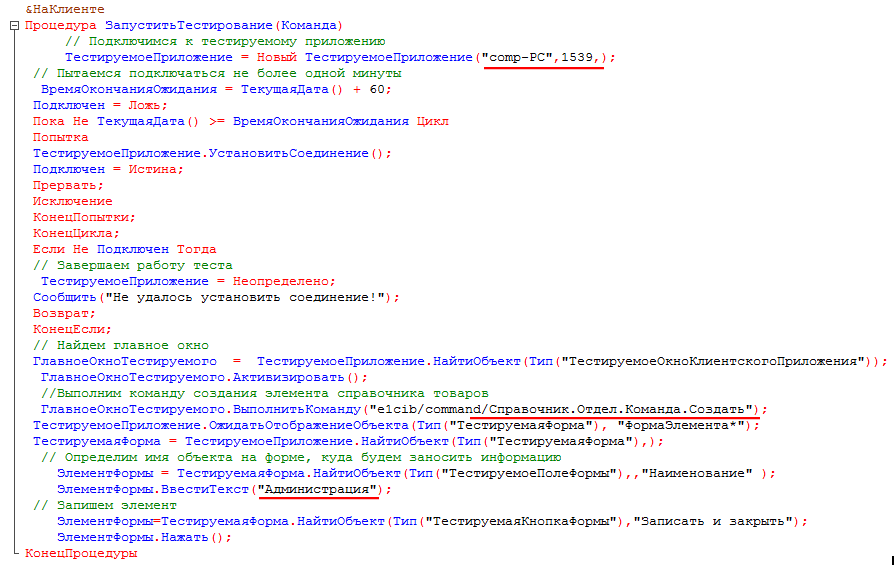 &НаКлиенте
Процедура ЗапуститьТестирование(Команда)
// Подключимся к тестируемому приложению
ТестируемоеПриложение = Новый ТестируемоеПриложение("comp-PC",1539,);
// Пытаемся подключаться не более одной минуты
ВремяОкончанияОжидания = ТекущаяДата() + 60;
Подключен = Ложь;
Пока Не ТекущаяДата() >= ВремяОкончанияОжидания Цикл
Попытка
ТестируемоеПриложение.УстановитьСоединение();
Подключен = Истина;
Прервать;
Исключение
КонецПопытки;
КонецЦикла;
Если Не Подключен Тогда
// Завершаем работу теста
ТестируемоеПриложение = Неопределено;
Сообщить("Не удалось установить соединение!");
Возврат;
КонецЕсли;
// Найдем главное окно
ГлавноеОкноТестируемого = ТестируемоеПриложение.НайтиОбъект(Тип("ТестируемоеОкноКлиентскогоПриложения"));
ГлавноеОкноТестируемого.Активизировать();
//Выполним команду создания элемента справочника товаров
ГлавноеОкноТестируемого.ВыполнитьКоманду("e1cib/command/Справочник.Отдел.Команда.Создать");
ТестируемоеПриложение.ОжидатьОтображениеОбъекта(Тип("ТестируемаяФорма"), "ФормаЭлемента*");
ТестируемаяФорма = ТестируемоеПриложение.НайтиОбъект(Тип("ТестируемаяФорма"),);
// Определим имя объекта на форме, куда будем заносить информацию
ЭлементФормы = ТестируемаяФорма.НайтиОбъект(Тип("ТестируемоеПолеФормы"),,"Наименование" );
ЭлементФормы.ВвестиТекст("Администрация");
// Запишем элемент
ЭлементФормы=ТестируемаяФорма.НайтиОбъект(Тип("ТестируемаяКнопкаФормы"),"Записать и закрыть");
ЭлементФормы.Нажать();
КонецПроцедуры